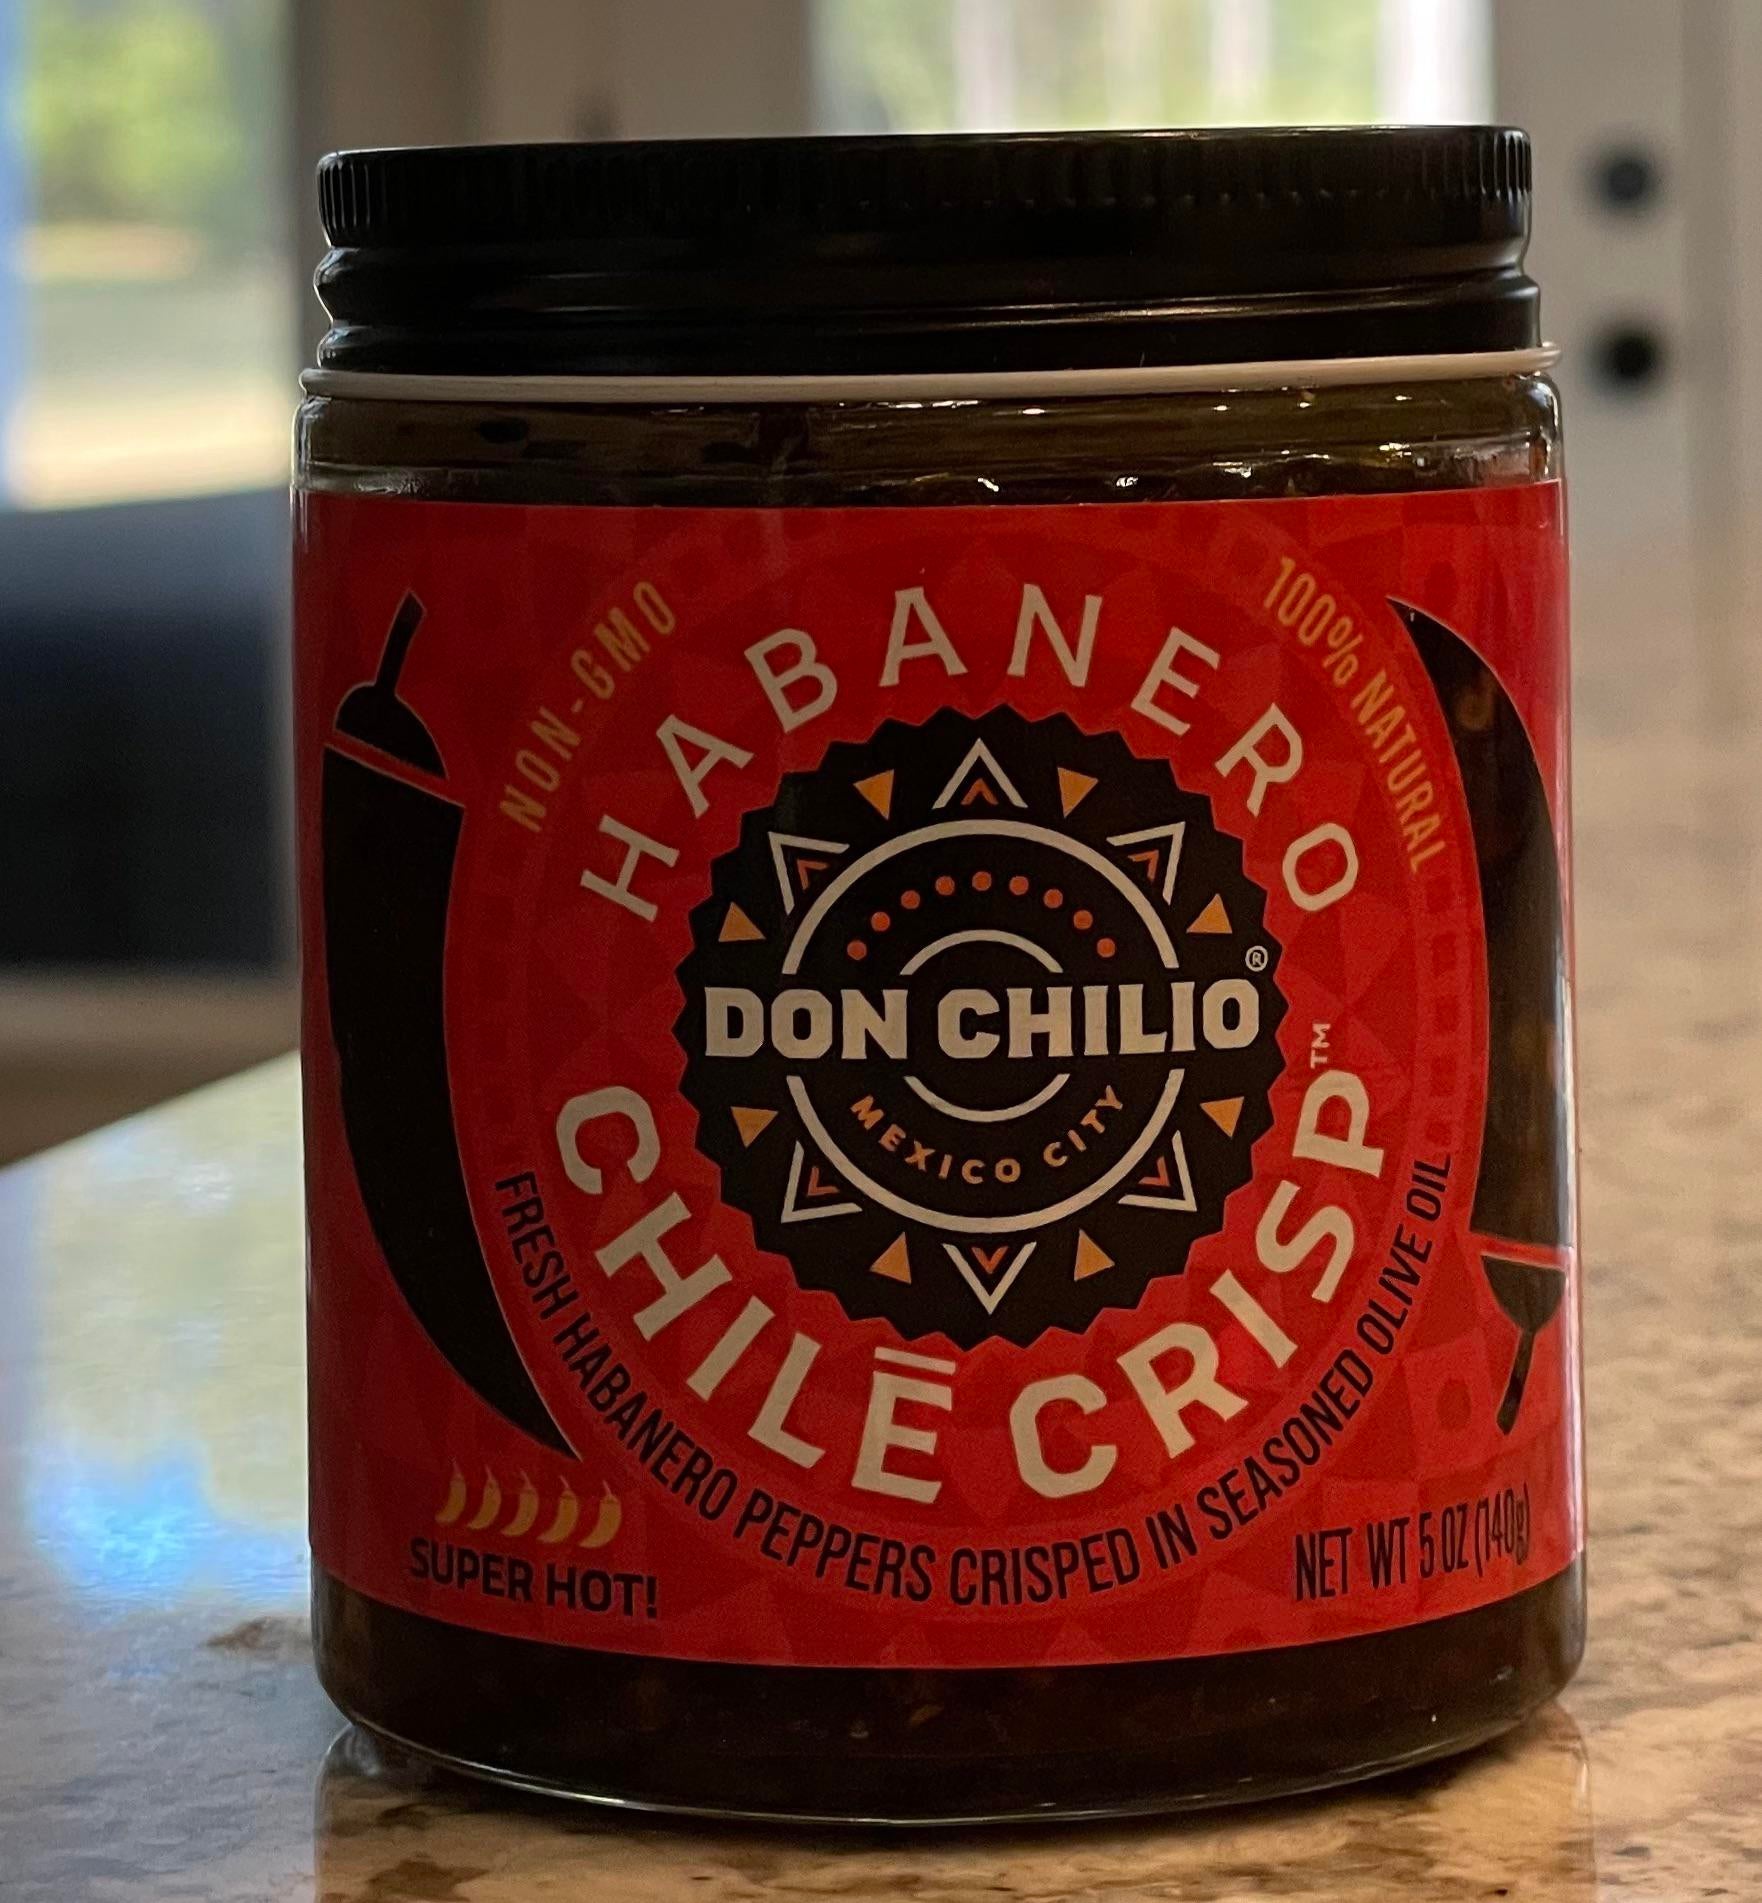 NON-GMO
100% NATURAL
HABANERO
DON CHILIO®
MEXICO CITY
CHILĒ CRISP™
FRESH HABANERO PEPPERS CRISPED IN SEASONED OLIVE OIL
SUPER HOT!
NET WT 5 OZ (140g)